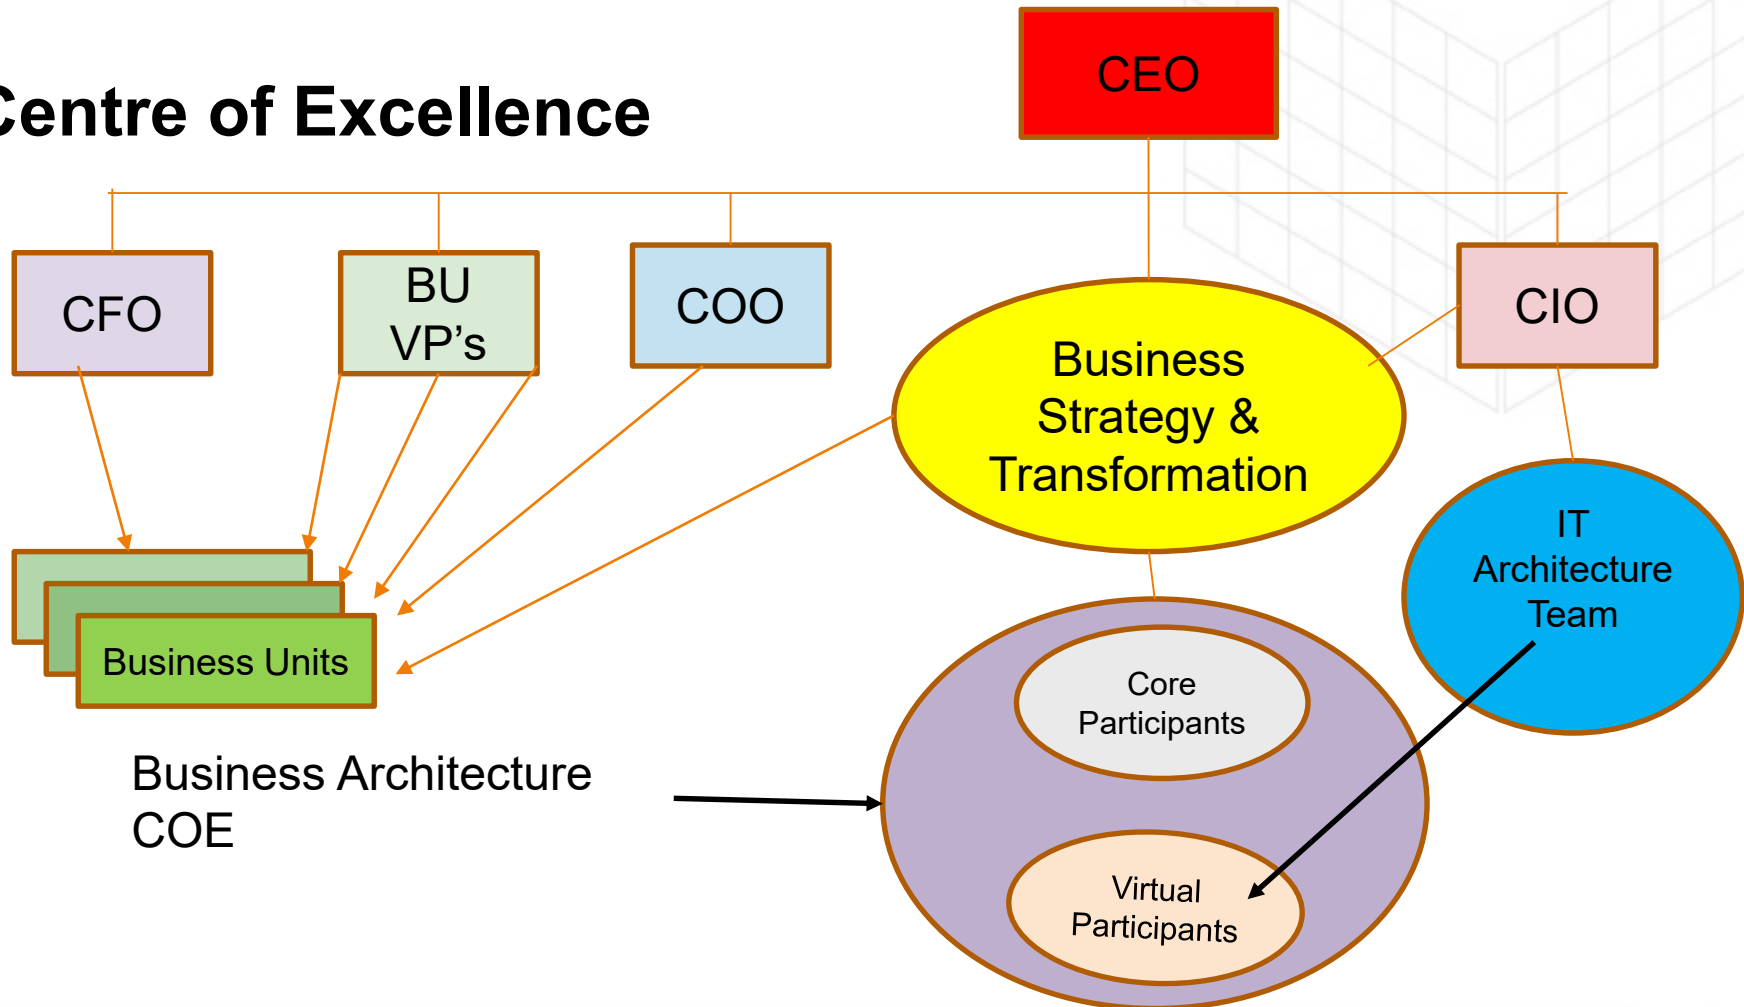 Centre of Excellence
CEO
CFO
BU
VP’s
COO
CIO
Business
Strategy &
Transformation
IT
Architecture
Team
Business Units
Core
Participants
Business Architecture
COE
Virtual
Participants